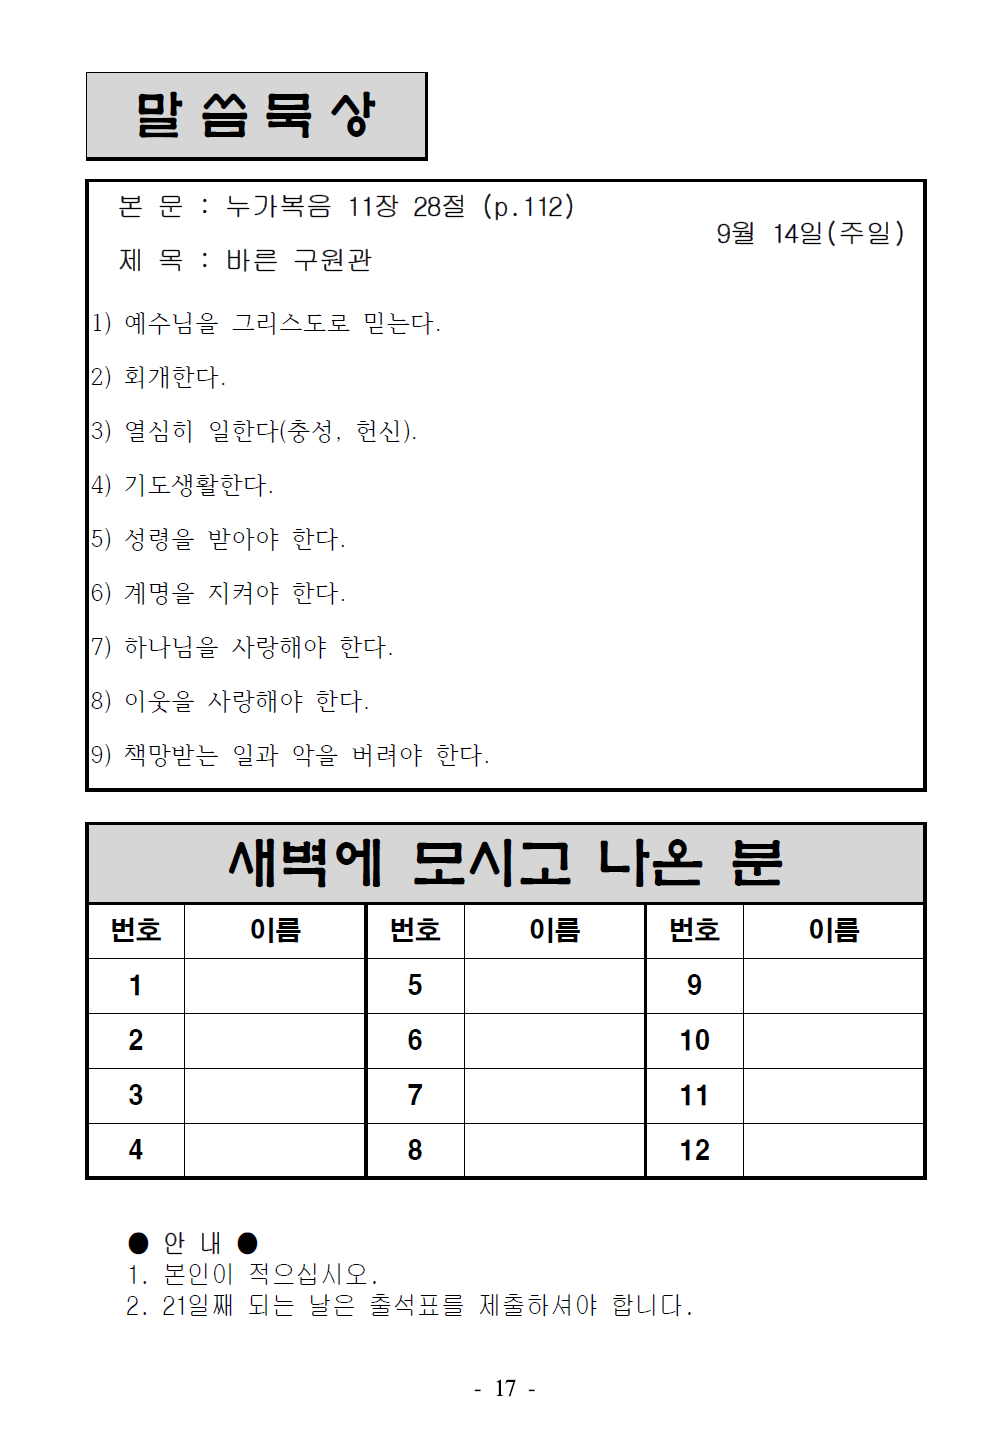 말 씀 묵 상
본 문 : 누가복음 11장 28절 (p.112)
9월 14일(주일)
제 목 : 바른 구원관
1) 예수님을 그리스도로 믿는다.
2) 회개한다.
3) 열심히 일한다(충성, 헌신).
4) 기도생활한다.
5) 성령을 받아야 한다.
6) 계명을 지켜야 한다.
7) 하나님을 사랑해야 한다.
8) 이웃을 사랑해야 한다.
9) 책망받는 일과 악을 버려야 한다.
새벽에 모시고 나온 분
번호 이름 번호 이름 번호 이름
1 5 9
2 6 10
3 7 11
4 8 12
● 안 내 ●
1. 본인이 적으십시오.
2. 21일째 되는 날은 출석표를 제출하셔야 합니다.
- 17 -